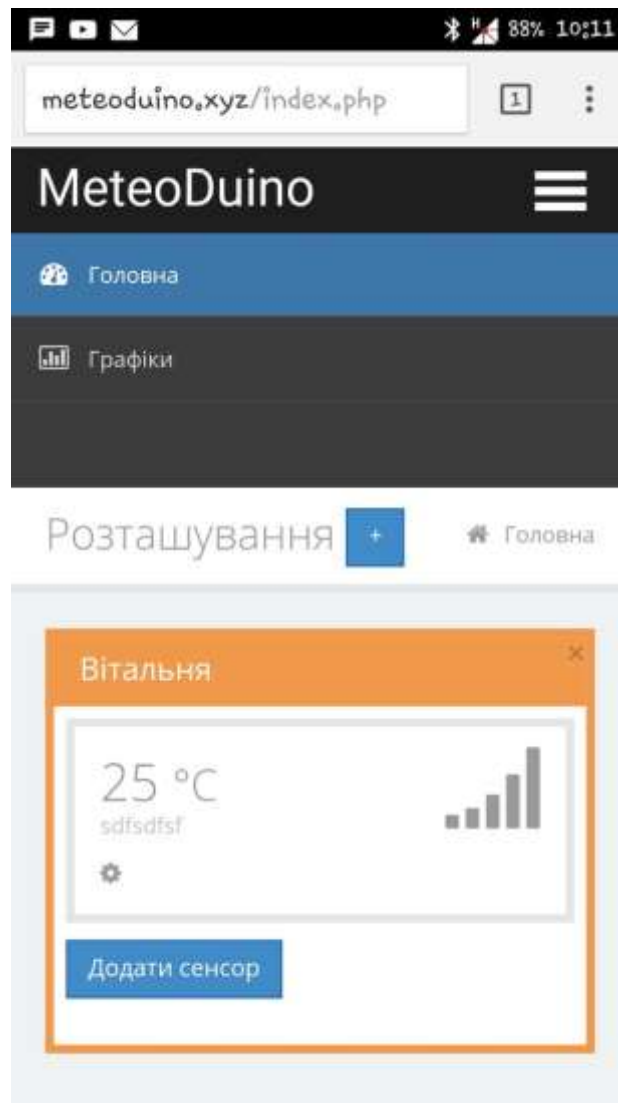 88% 10:11
meteoduino.xyz/index.php
1
MeteoDuino
Головна
Графіки
Розташування + Головна
Вітальня ×
25 °C
sdfsdfsf
Додати сенсор